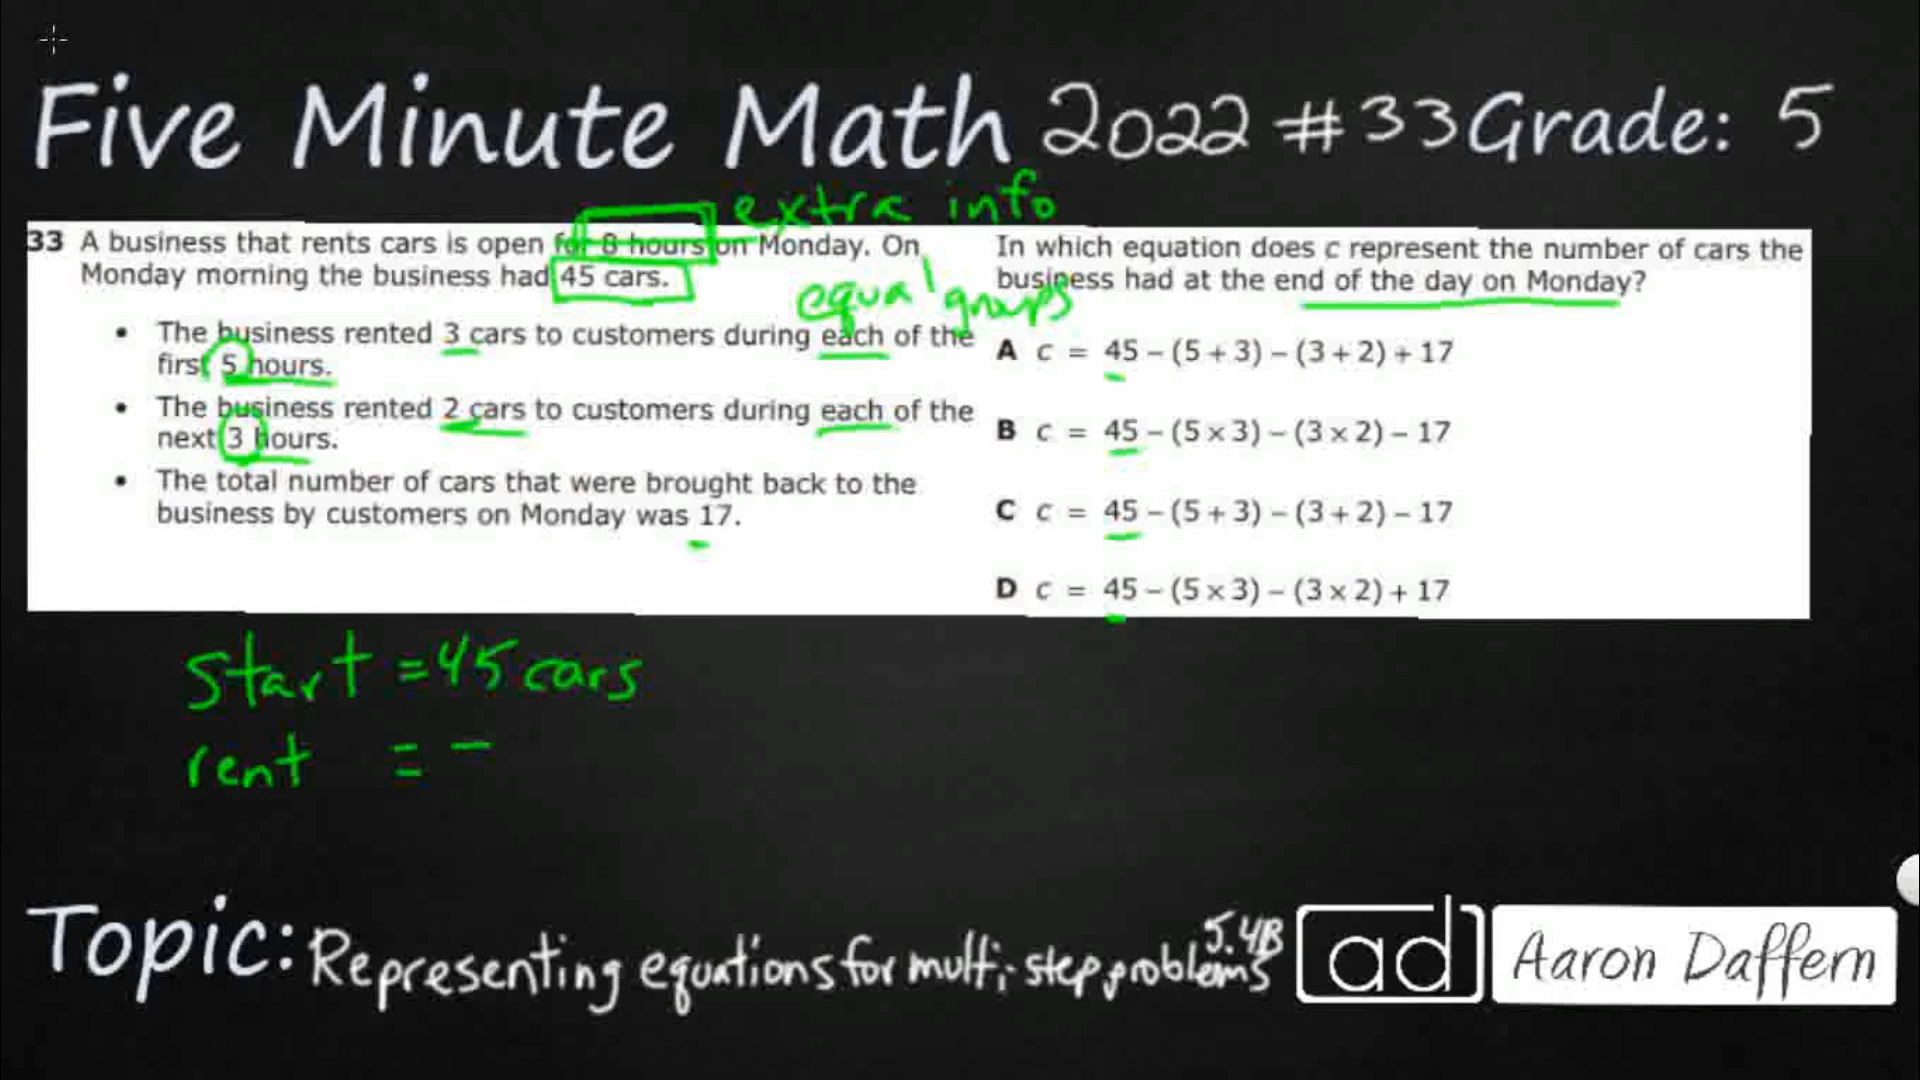 Five Minute Math 2022 #33 Grade: 5
extra info
33 A business that rents cars is open for 8 hours on Monday. On
Monday morning the business had 45 cars.
equal groups
• The business rented 3 cars to customers during each of the
first 5 hours.
• The business rented 2 cars to customers during each of the
next 3 hours.
• The total number of cars that were brought back to the
business by customers on Monday was 17.
In which equation does c represent the number of cars the
business had at the end of the day on Monday?
A c = 45 – (5 + 3) – (3 + 2) + 17
B c = 45 – (5 × 3) – (3 × 2) – 17
C c = 45 – (5 + 3) – (3 + 2) – 17
D c = 45 – (5 × 3) – (3 × 2) + 17
Start = 45 cars
rent = –
Topic: Representing equations for multi-step problems 5.4B
ad Aaron Daffern